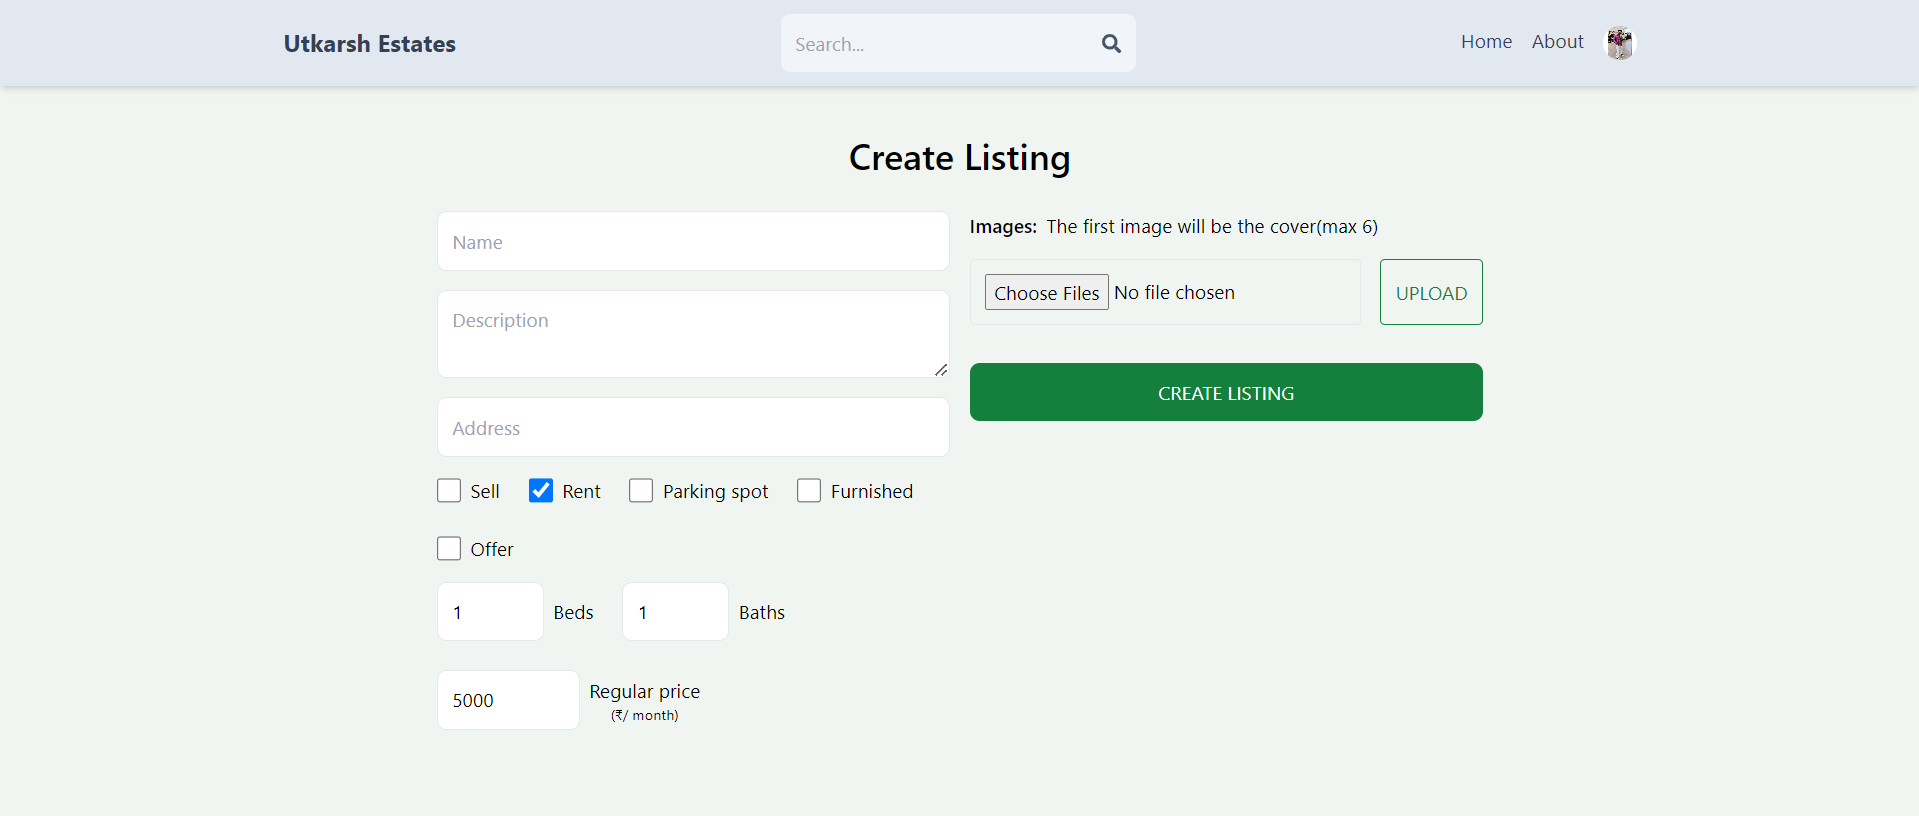 Utkarsh Estates
Search...
Home
About
Create Listing
Name
Description
Address
Sell
Rent
Parking spot
Furnished
Offer
1
Beds
1
Baths
5000
Regular price
(₹/ month)
Images: The first image will be the cover(max 6)
Choose Files No file chosen
UPLOAD
CREATE LISTING